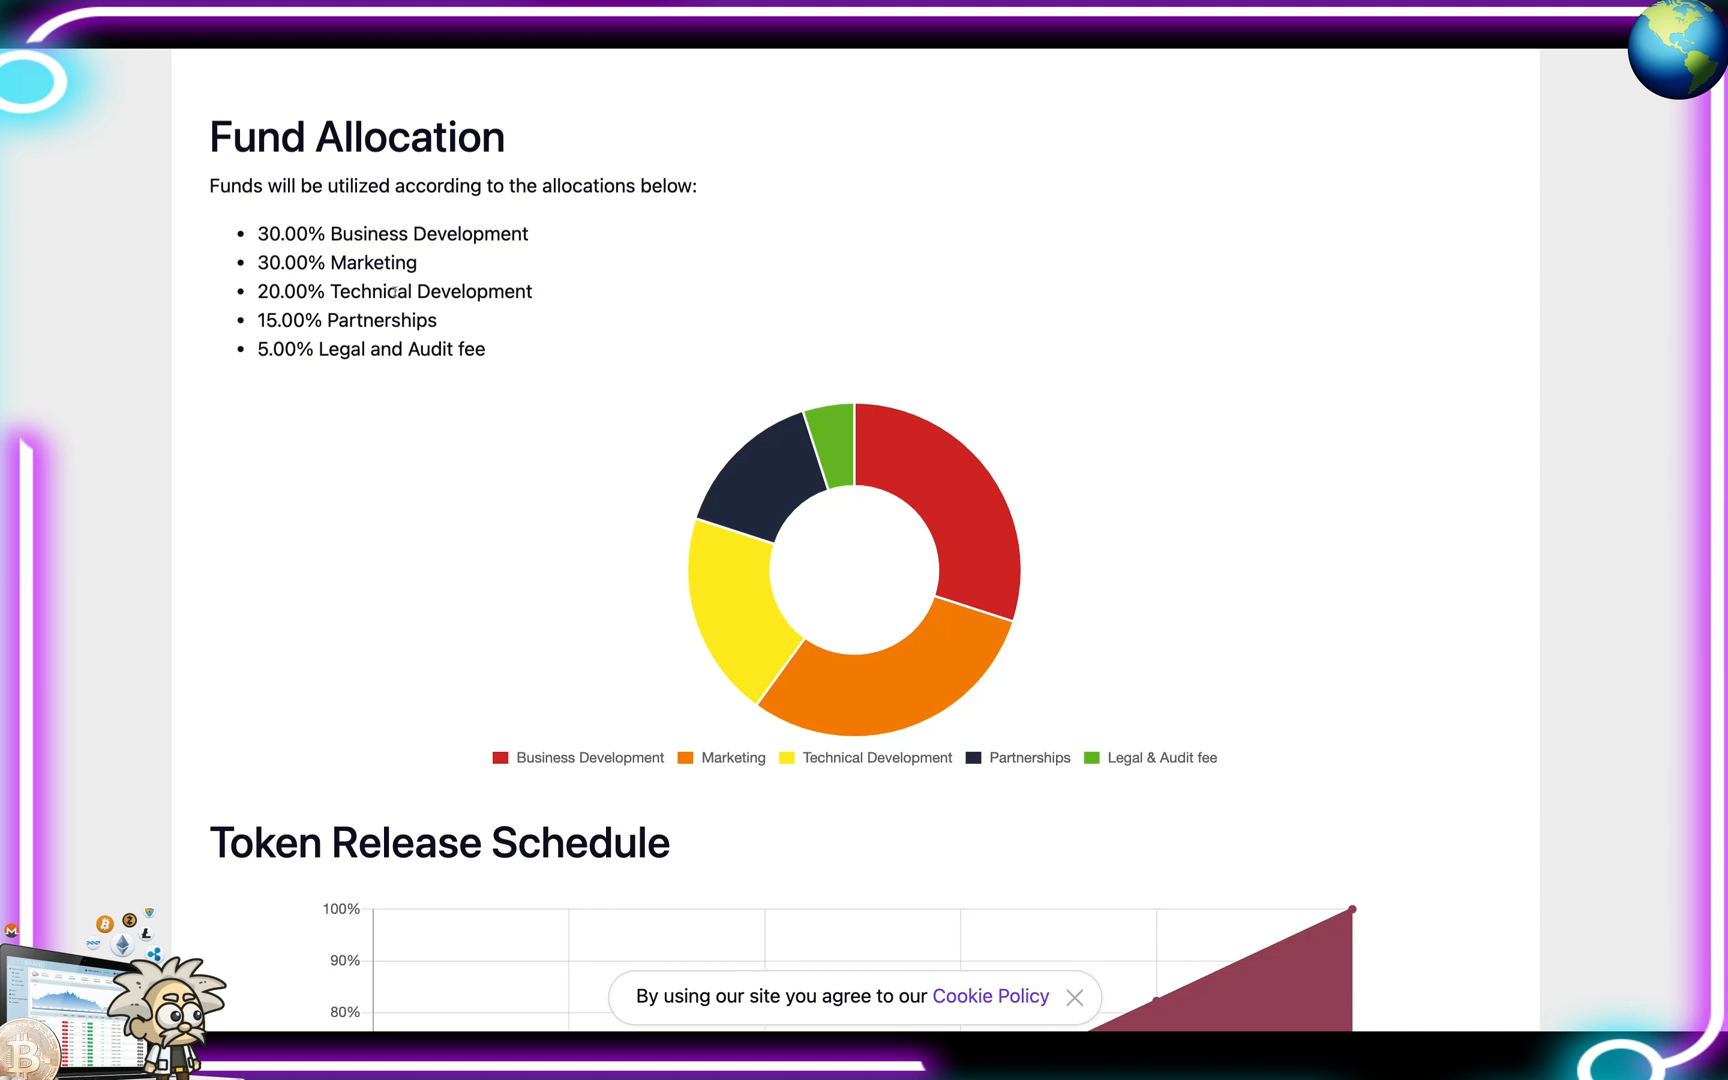 Fund Allocation
Funds will be utilized according to the allocations below:
• 30.00% Business Development
• 30.00% Marketing
• 20.00% Technical Development
• 15.00% Partnerships
• 5.00% Legal and Audit fee
Business Development Marketing Technical Development Partnerships Legal & Audit fee
Token Release Schedule
100%
90%
80%
By using our site you agree to our Cookie Policy